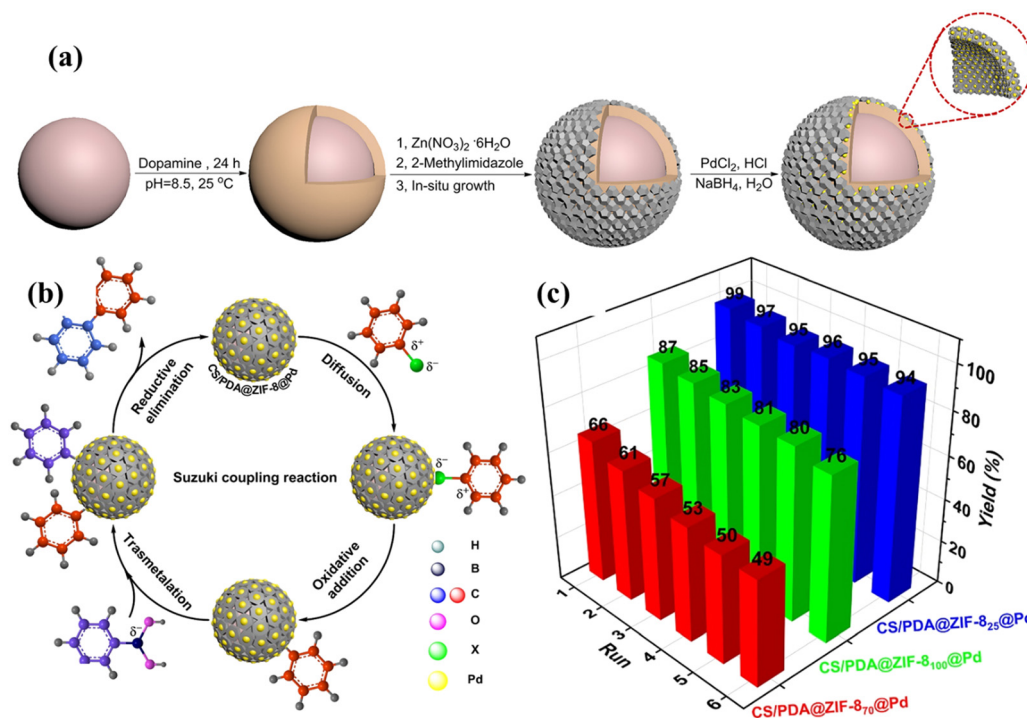 (a)
Dopamine , 24 h
pH=8.5, 25 °C
1, Zn(NO₃)₂ ·6H₂O
2, 2-Methylimidazole
3, In-situ growth
PdCl₂, HCl
NaBH₄, H₂O
(b)
CS/PDA@ZIF-8@Pd
Diffusion
δ⁺
δ⁻
Reductive
elimination
Suzuki coupling reaction
δ⁻
δ⁺
Oxidative
addition
Trasmetalation
δ⁻
H
B
C
O
X
Pd
(c)
99
97
95
96
95
94
87
85
83
81
80
76
66
61
57
53
50
49
100
80
60
40
20
0
Yield (%)
1
2
3
4
5
6
Run
CS/PDA@ZIF-8₂₅@Pd
CS/PDA@ZIF-8₁₀₀@Pd
CS/PDA@ZIF-8₇₀@Pd